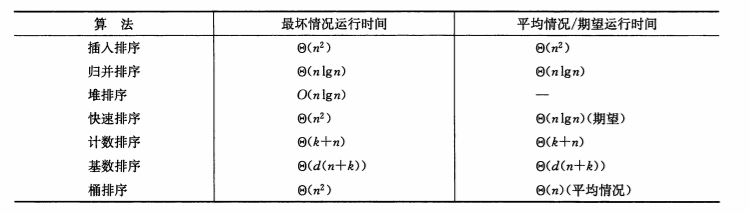 算 法 最坏情况运行时间 平均情况/期望运行时间
插入排序 Θ(n²) Θ(n²)
归并排序 Θ(nlgn) Θ(nlgn)
堆排序 O(nlgn) —
快速排序 Θ(n²) Θ(nlgn)(期望)
计数排序 Θ(k+n) Θ(k+n)
基数排序 Θ(d(n+k)) Θ(d(n+k))
桶排序 Θ(n²) Θ(n)(平均情况)